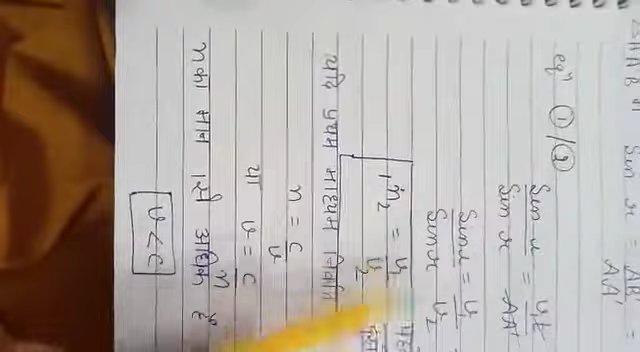 Sin r = AB / AA' =
eqⁿ ①/②
Sin u / Sin r = v₁t / AA'
Sin u / Sin r = v₁ / v₂ =
₁n₂ = v₁ / v₂
यदि प्रथम माध्यम निर्वात
n = c / v
या v = c / n
n का मान 1 से अधिक है
v < c